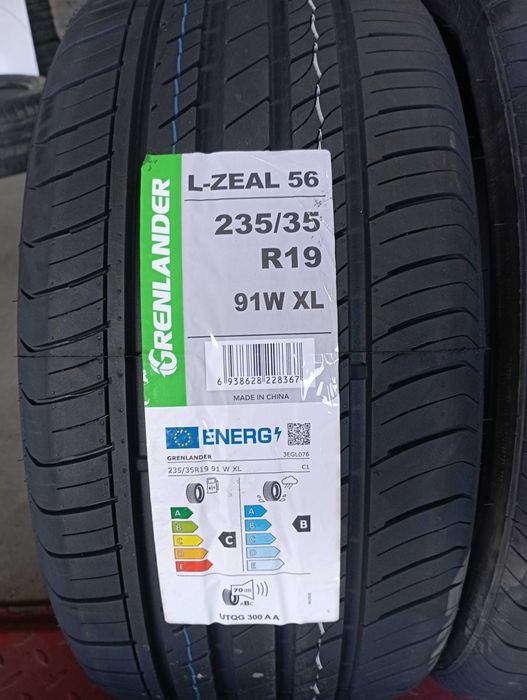 GRENLANDER
L-ZEAL 56
235/35
R19
91W XL
6 938628 228367
MADE IN CHINA
ENERG
GRENLANDER 3EGL076
235/35R19 91 W XL C1
A A
B B
C C
D D
E E
C B
70 dB
ABC
UTQG 300 A A